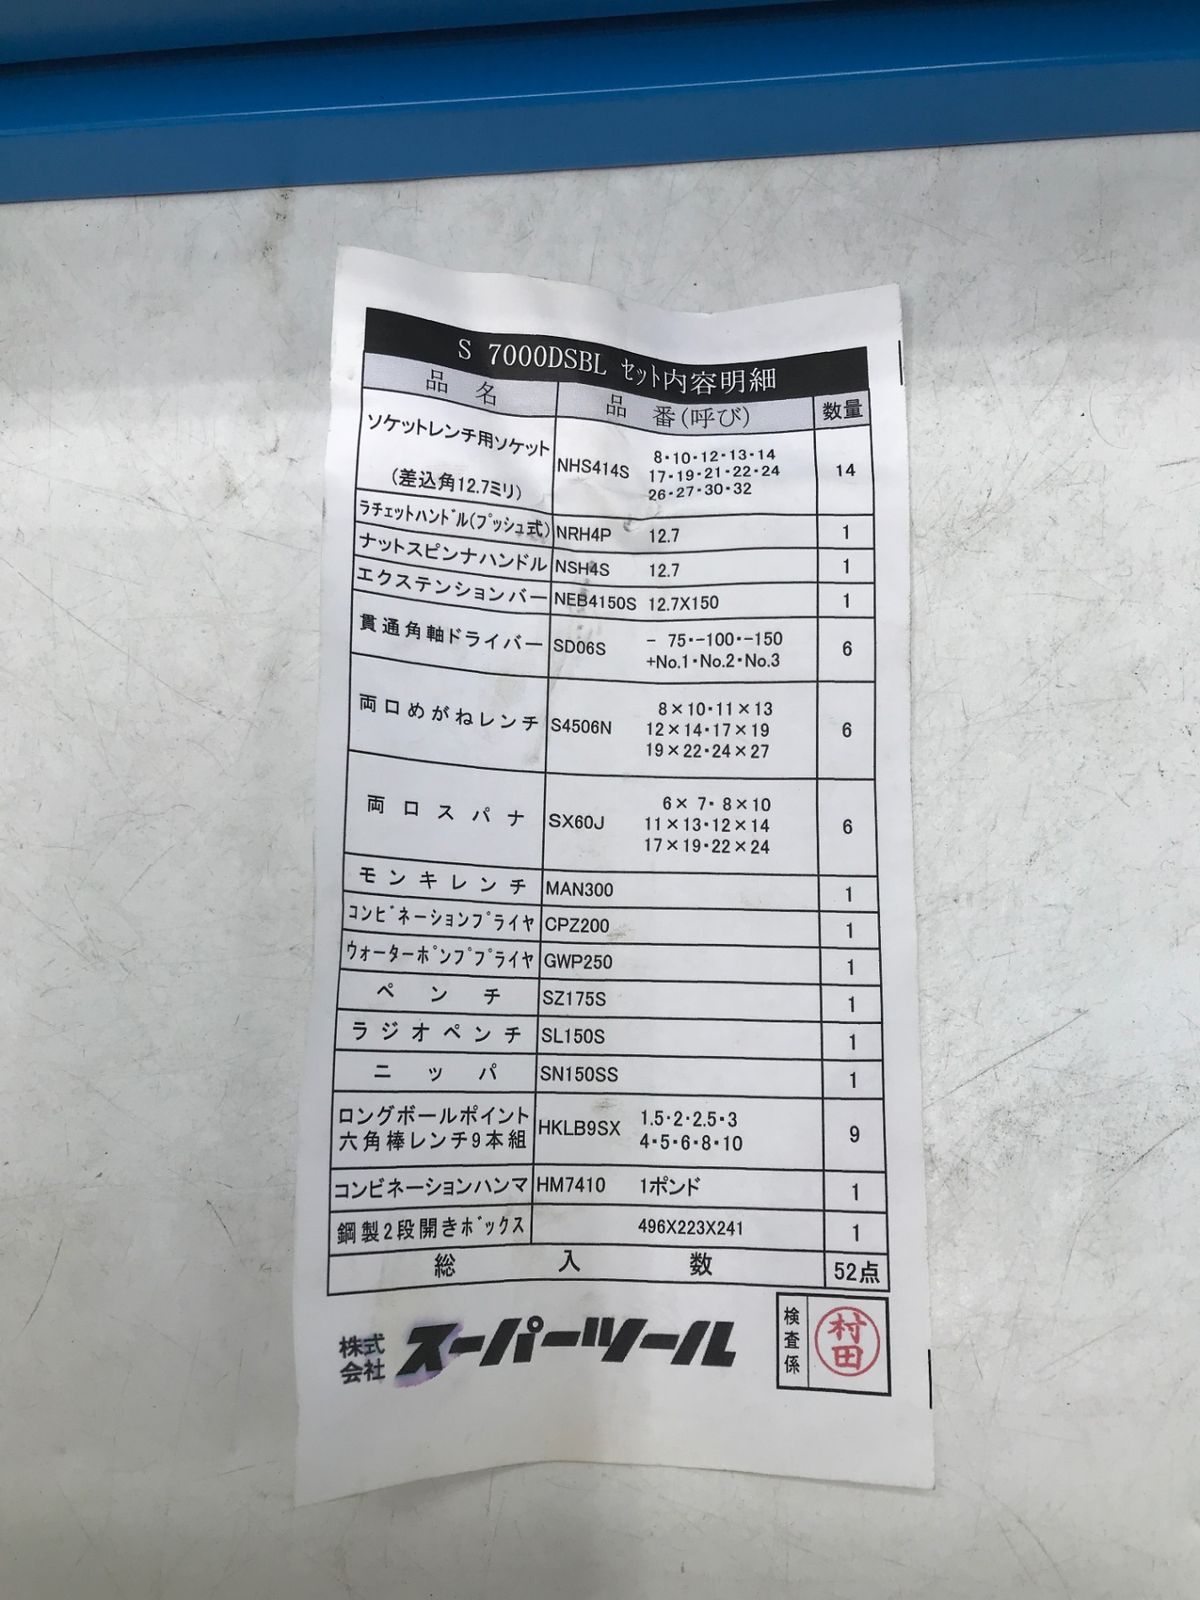 S 7000DSBL セット内容明細
品名 品番(呼び) 数量
ソケットレンチ用ソケット
(差込角12.7ミリ)
NHS414S
8・10・12・13・14
17・19・21・22・24
26・27・30・32
14
ラチェットハンドル(プッシュ式) NRH4P 12.7 1
ナットスピンナハンドル NSH4S 12.7 1
エクステンションバー NEB4150S 12.7X150 1
貫通角軸ドライバー SD06S
- 75・-100・-150
+No.1・No.2・No.3
6
両口めがねレンチ S4506N
8×10・11×13
12×14・17×19
19×22・24×27
6
両口スパナ SX60J
6×7・8×10
11×13・12×14
17×19・22×24
6
モンキレンチ MAN300 1
コンビネーションプライヤ CPZ200 1
ウォーターポンププライヤ GWP250 1
ペンチ SZ175S 1
ラジオペンチ SL150S 1
ニッパ SN150SS 1
ロングボールポイント
六角棒レンチ9本組
HKLB9SX
1.5・2・2.5・3
4・5・6・8・10
9
コンビネーションハンマ HM7410 1ポンド 1
鋼製2段開きボックス 496X223X241 1
総入数 52点
株式
会社
スーパーツール
検査係
村田